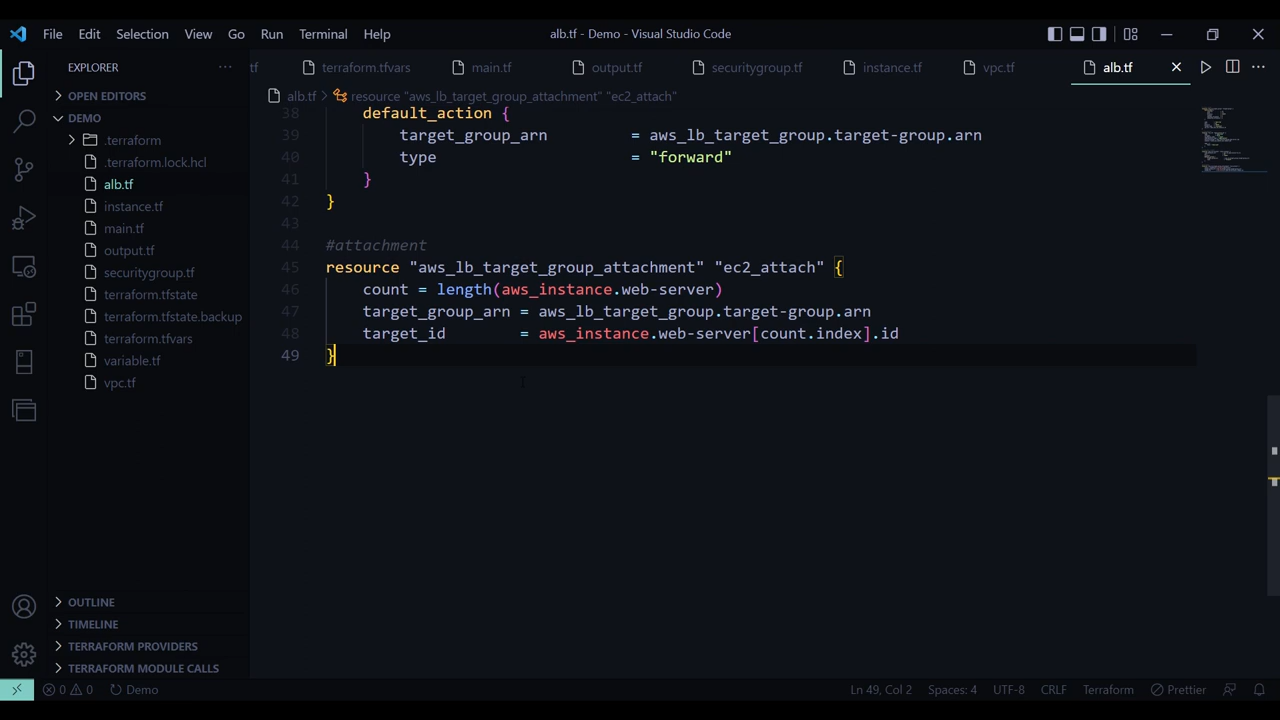 File Edit Selection View Go Run Terminal Help
alb.tf - Demo - Visual Studio Code
EXPLORER
tf terraform.tfvars main.tf output.tf securitygroup.tf instance.tf vpc.tf alb.tf
OPEN EDITORS
DEMO
.terraform
.terraform.lock.hcl
alb.tf
instance.tf
main.tf
output.tf
securitygroup.tf
terraform.tfstate
terraform.tfstate.backup
terraform.tfvars
variable.tf
vpc.tf
OUTLINE
TIMELINE
TERRAFORM PROVIDERS
TERRAFORM MODULE CALLS
alb.tf > resource "aws_lb_target_group_attachment" "ec2_attach"
38 default_action {
39 target_group_arn = aws_lb_target_group.target-group.arn
40 type = "forward"
41 }
42 }
43
44 #attachment
45 resource "aws_lb_target_group_attachment" "ec2_attach" {
46 count = length(aws_instance.web-server)
47 target_group_arn = aws_lb_target_group.target-group.arn
48 target_id = aws_instance.web-server[count.index].id
49 }
0 0 Demo
Ln 49, Col 2 Spaces: 4 UTF-8 CRLF Terraform Prettier